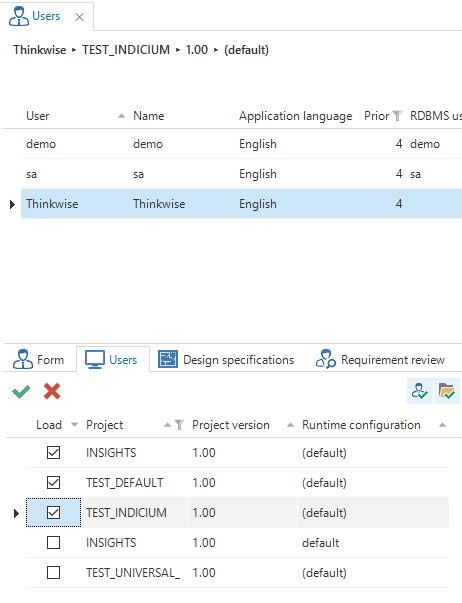 Users
Thinkwise ▸ TEST_INDICIUM ▸ 1.00 ▸ (default)
User Name Application language Prior RDBMS us
demo demo English 4 demo
sa sa English 4 sa
Thinkwise Thinkwise English 4
Form Users Design specifications Requirement review
Load Project Project version Runtime configuration
INSIGHTS 1.00 (default)
TEST_DEFAULT 1.00 (default)
TEST_INDICIUM 1.00 (default)
INSIGHTS 1.00 default
TEST_UNIVERSAL_ 1.00 (default)